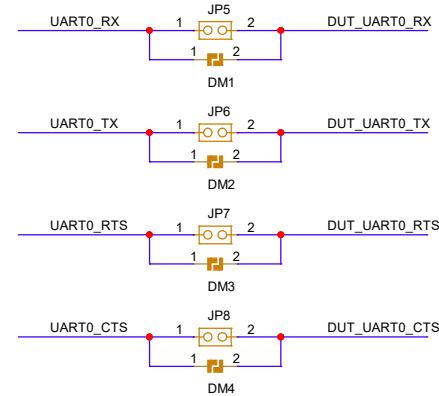 JP5
UART0_RX 1 2 DUT_UART0_RX
1 2
DM1
JP6
UART0_TX 1 2 DUT_UART0_TX
1 2
DM2
JP7
UART0_RTS 1 2 DUT_UART0_RTS
1 2
DM3
JP8
UART0_CTS 1 2 DUT_UART0_CTS
1 2
DM4